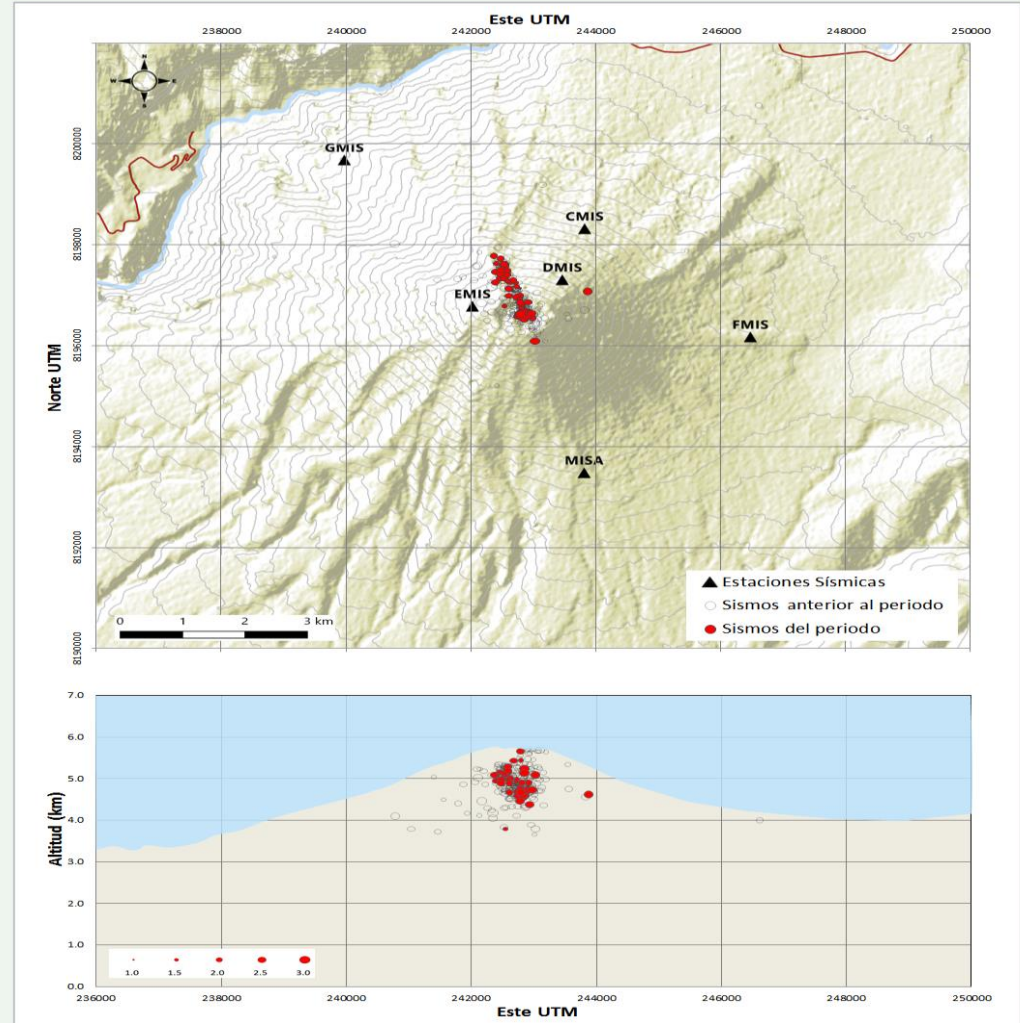 Este UTM
238000 240000 242000 244000 246000 248000 250000
N
W E
S
8200000
GMIS
CMIS
8198000
DMIS
EMIS
FMIS
8196000
Norte UTM
8194000
MISA
8192000
Estaciones Sísmicas
Sismos anterior al periodo
Sismos del periodo
0 1 2 3 km
8190000
7.0
6.0
5.0
4.0
3.0
2.0
1.0
0.0
Altitud (km)
1.0 1.5 2.0 2.5 3.0
236000 238000 240000 242000 244000 246000 248000 250000
Este UTM